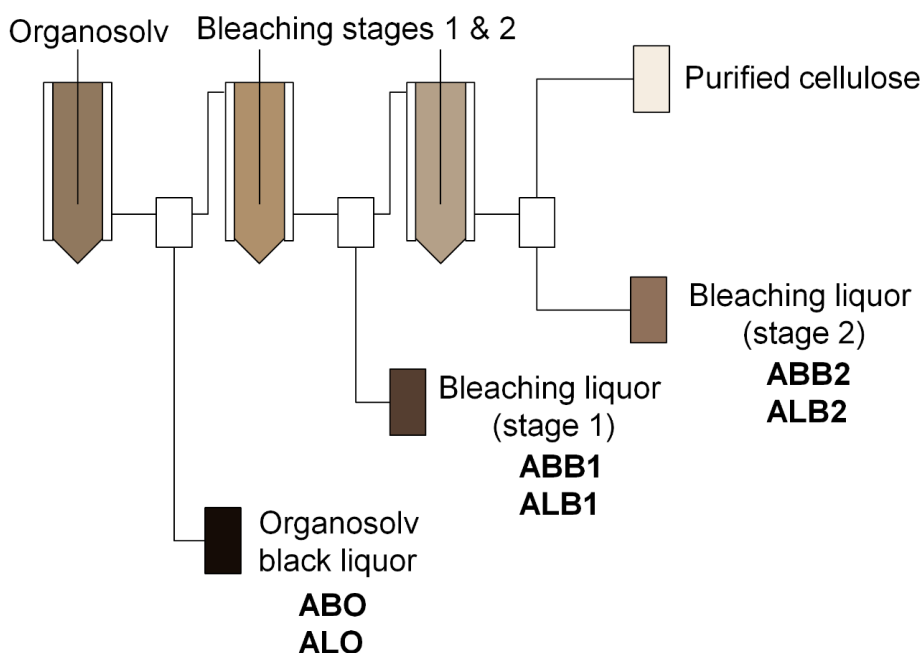 Organosolv
Bleaching stages 1 & 2
Purified cellulose
Bleaching liquor
(stage 2)
ABB2
ALB2
Bleaching liquor
(stage 1)
ABB1
ALB1
Organosolv
black liquor
ABO
ALO